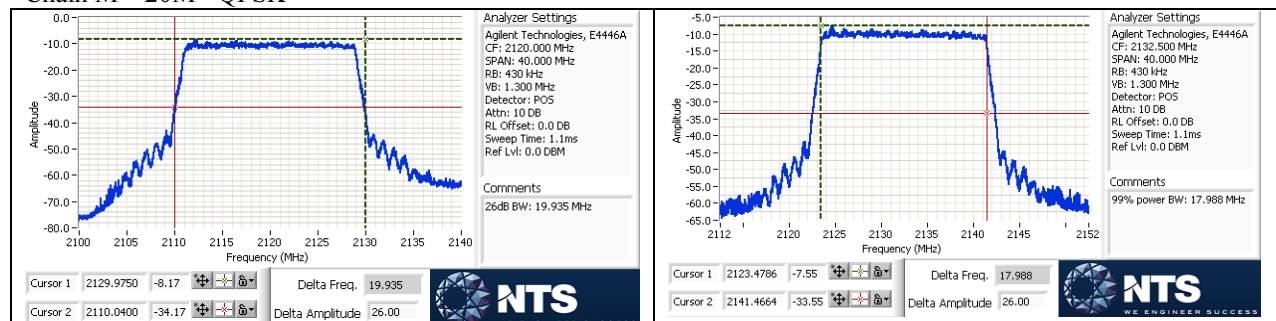 Chain M - 20M - QPSK
0.0
-10.0
-20.0
-30.0
-40.0
-50.0
-60.0
-70.0
-80.0
Amplitude
2100 2105 2110 2115 2120 2125 2130 2135 2140
Frequency (MHz)
Analyzer Settings
Agilent Technologies, E4446A
CF: 2120.000 MHz
SPAN: 40.000 MHz
RB: 430 kHz
VB: 1.300 MHz
Detector: POS
Attn: 10 DB
RL Offset: 0.0 DB
Sweep Time: 1.1ms
Ref Lvl: 0.0 DBM
Comments
26dB BW: 19.935 MHz
Cursor 1 2129.9750 -8.17
Cursor 2 2110.0400 -34.17
Delta Freq. 19.935
Delta Amplitude 26.00
NTS
-5.0
-10.0
-15.0
-20.0
-25.0
-30.0
-35.0
-40.0
-45.0
-50.0
-55.0
-60.0
-65.0
Amplitude
2112 2120 2125 2130 2135 2140 2145 2152
Frequency (MHz)
Analyzer Settings
Agilent Technologies, E4446A
CF: 2132.500 MHz
SPAN: 40.000 MHz
RB: 430 kHz
VB: 1.300 MHz
Detector: POS
Attn: 10 DB
RL Offset: 0.0 DB
Sweep Time: 1.1ms
Ref Lvl: 0.0 DBM
Comments
99% power BW: 17.988 MHz
Cursor 1 2123.4786 -7.55
Cursor 2 2141.4664 -33.55
Delta Freq. 17.988
Delta Amplitude 26.00
NTS
WE ENGINEER SUCCESS